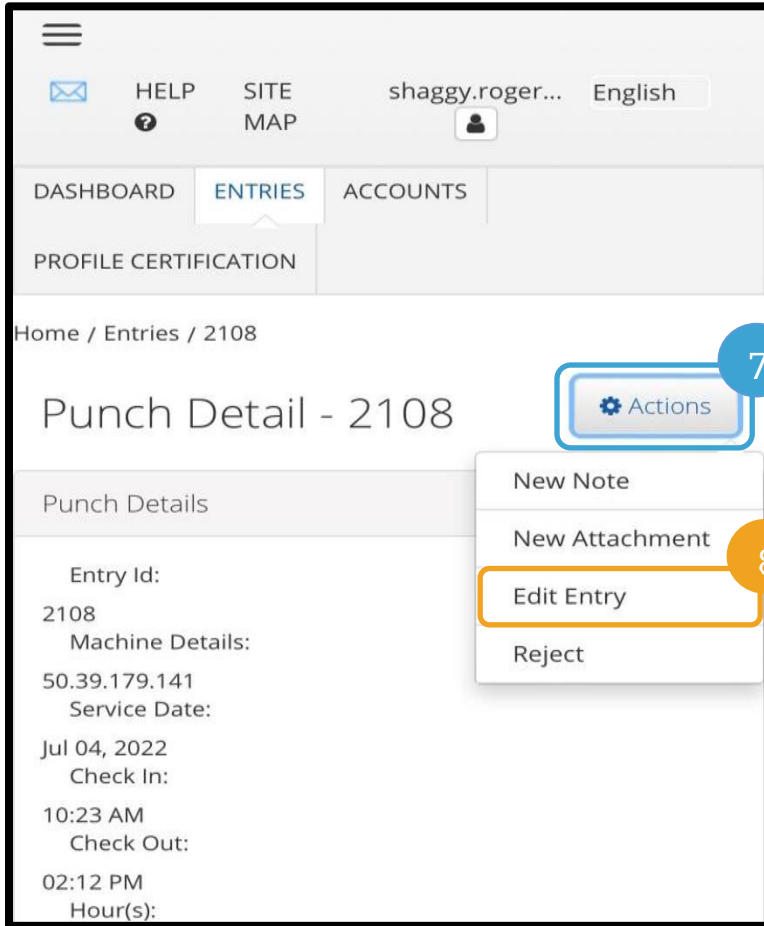 HELP SITE shaggy.roger... English
MAP
DASHBOARD ENTRIES ACCOUNTS
PROFILE CERTIFICATION
Home / Entries / 2108
7
Punch Detail - 2108 Actions
New Note
Punch Details
New Attachment
8
Entry Id:
Edit Entry
2108
Machine Details:
Reject
50.39.179.141
Service Date:
Jul 04, 2022
Check In:
10:23 AM
Check Out:
02:12 PM
Hour(s):